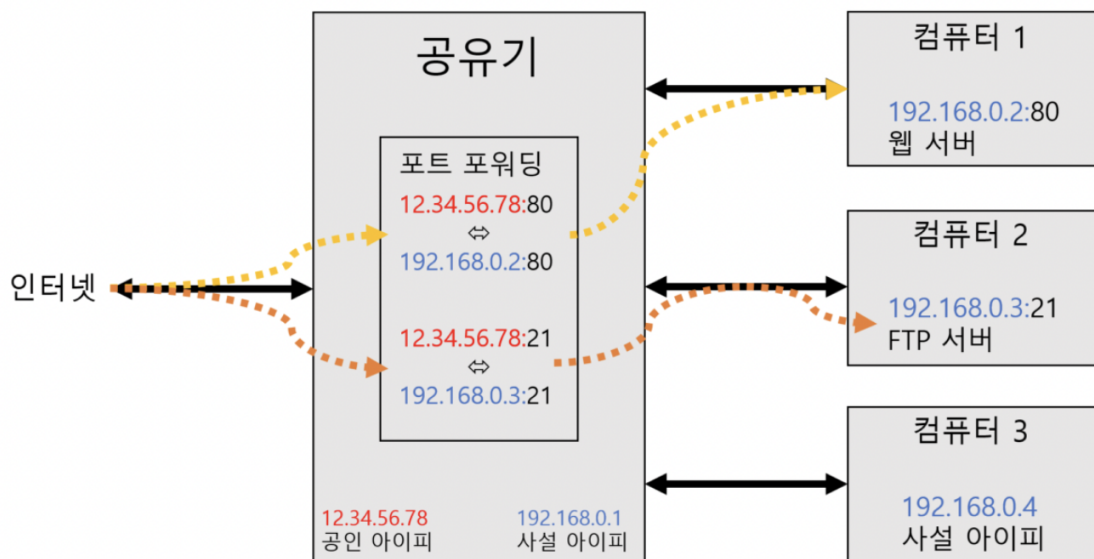 인터넷
공유기
포트 포워딩
12.34.56.78:80
⇔
192.168.0.2:80
12.34.56.78:21
⇔
192.168.0.3:21
12.34.56.78
공인 아이피
192.168.0.1
사설 아이피
컴퓨터 1
192.168.0.2:80
웹 서버
컴퓨터 2
192.168.0.3:21
FTP 서버
컴퓨터 3
192.168.0.4
사설 아이피